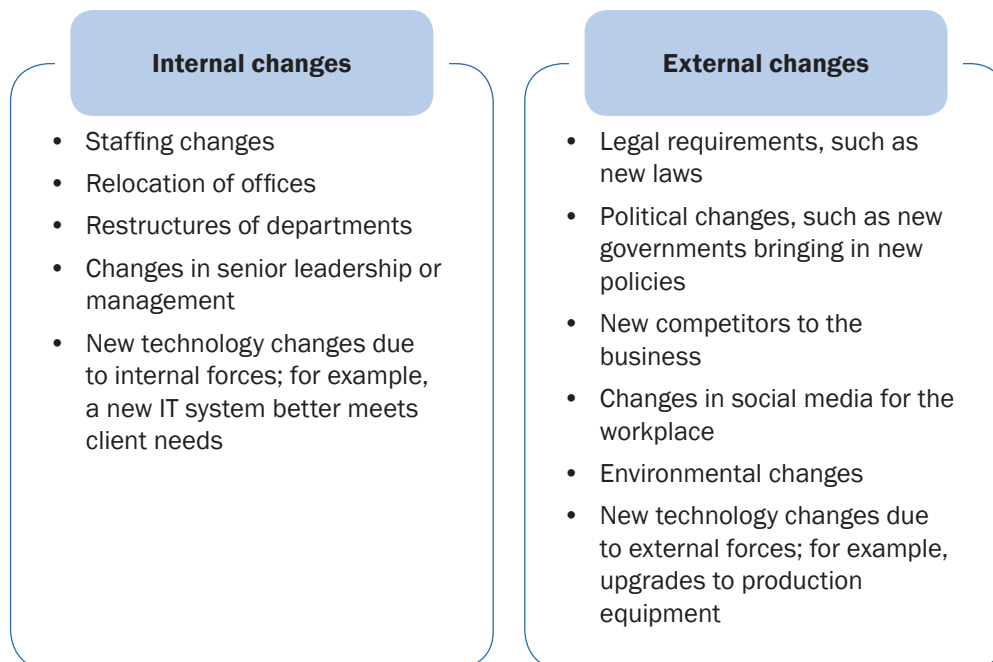 Internal changes
• Staffing changes
• Relocation of offices
• Restructures of departments
• Changes in senior leadership or
management
• New technology changes due
to internal forces; for example,
a new IT system better meets
client needs
External changes
• Legal requirements, such as
new laws
• Political changes, such as new
governments bringing in new
policies
• New competitors to the
business
• Changes in social media for the
workplace
• Environmental changes
• New technology changes due
to external forces; for example,
upgrades to production
equipment